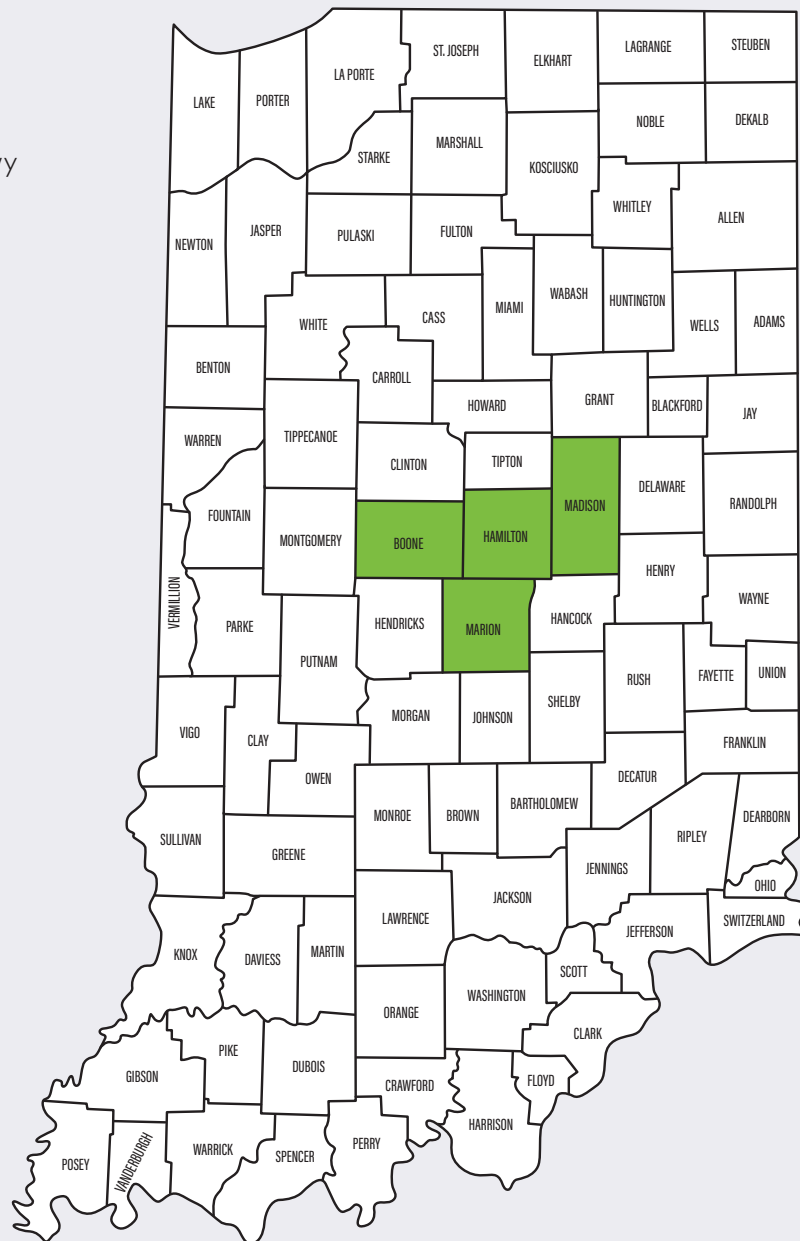 ST. JOSEPH
LAGRANGE
STEUBEN
ELKHART
LA PORTE
LAKE
PORTER
NOBLE
DEKALB
MARSHALL
STARKE
KOSCIUSKO
WHITLEY
ALLEN
NEWTON
JASPER
PULASKI
FULTON
WHITE
CASS
MIAMI
WABASH
HUNTINGTON
WELLS
ADAMS
BENTON
CARROLL
HOWARD
GRANT
BLACKFORD
JAY
WARREN
TIPPECANOE
CLINTON
TIPTON
MADISON
DELAWARE
RANDOLPH
FOUNTAIN
MONTGOMERY
BOONE
HAMILTON
HENRY
WAYNE
VERMILLION
PARKE
PUTNAM
HENDRICKS
MARION
HANCOCK
RUSH
FAYETTE
UNION
SHELBY
MORGAN
JOHNSON
VIGO
CLAY
OWEN
FRANKLIN
DECATUR
MONROE
BROWN
BARTHOLOMEW
DEARBORN
SULLIVAN
GREENE
RIPLEY
JENNINGS
OHIO
JACKSON
LAWRENCE
JEFFERSON
SWITZERLAND
KNOX
DAVIESS
MARTIN
SCOTT
WASHINGTON
ORANGE
CLARK
GIBSON
PIKE
DUBOIS
CRAWFORD
FLOYD
HARRISON
POSEY
VANDERBURGH
WARRICK
SPENCER
PERRY